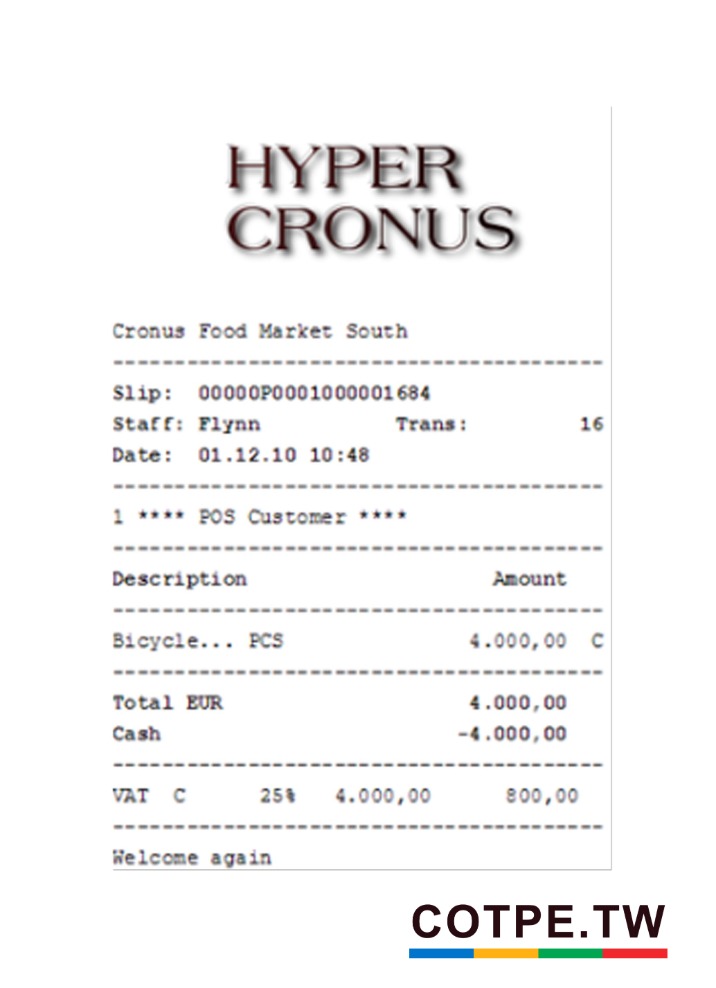 HYPER
CRONUS
Cronus Food Market South
----------------------------------------
Slip: 00000P0001000001684
Staff: Flynn Trans: 16
Date: 01.12.10 10:48
----------------------------------------
1 **** POS Customer ****
----------------------------------------
Description Amount
----------------------------------------
Bicycle... PCS 4.000,00 C
----------------------------------------
Total EUR 4.000,00
Cash -4.000,00
----------------------------------------
VAT C 25% 4.000,00 800,00
----------------------------------------
Welcome again
COTPE.TW